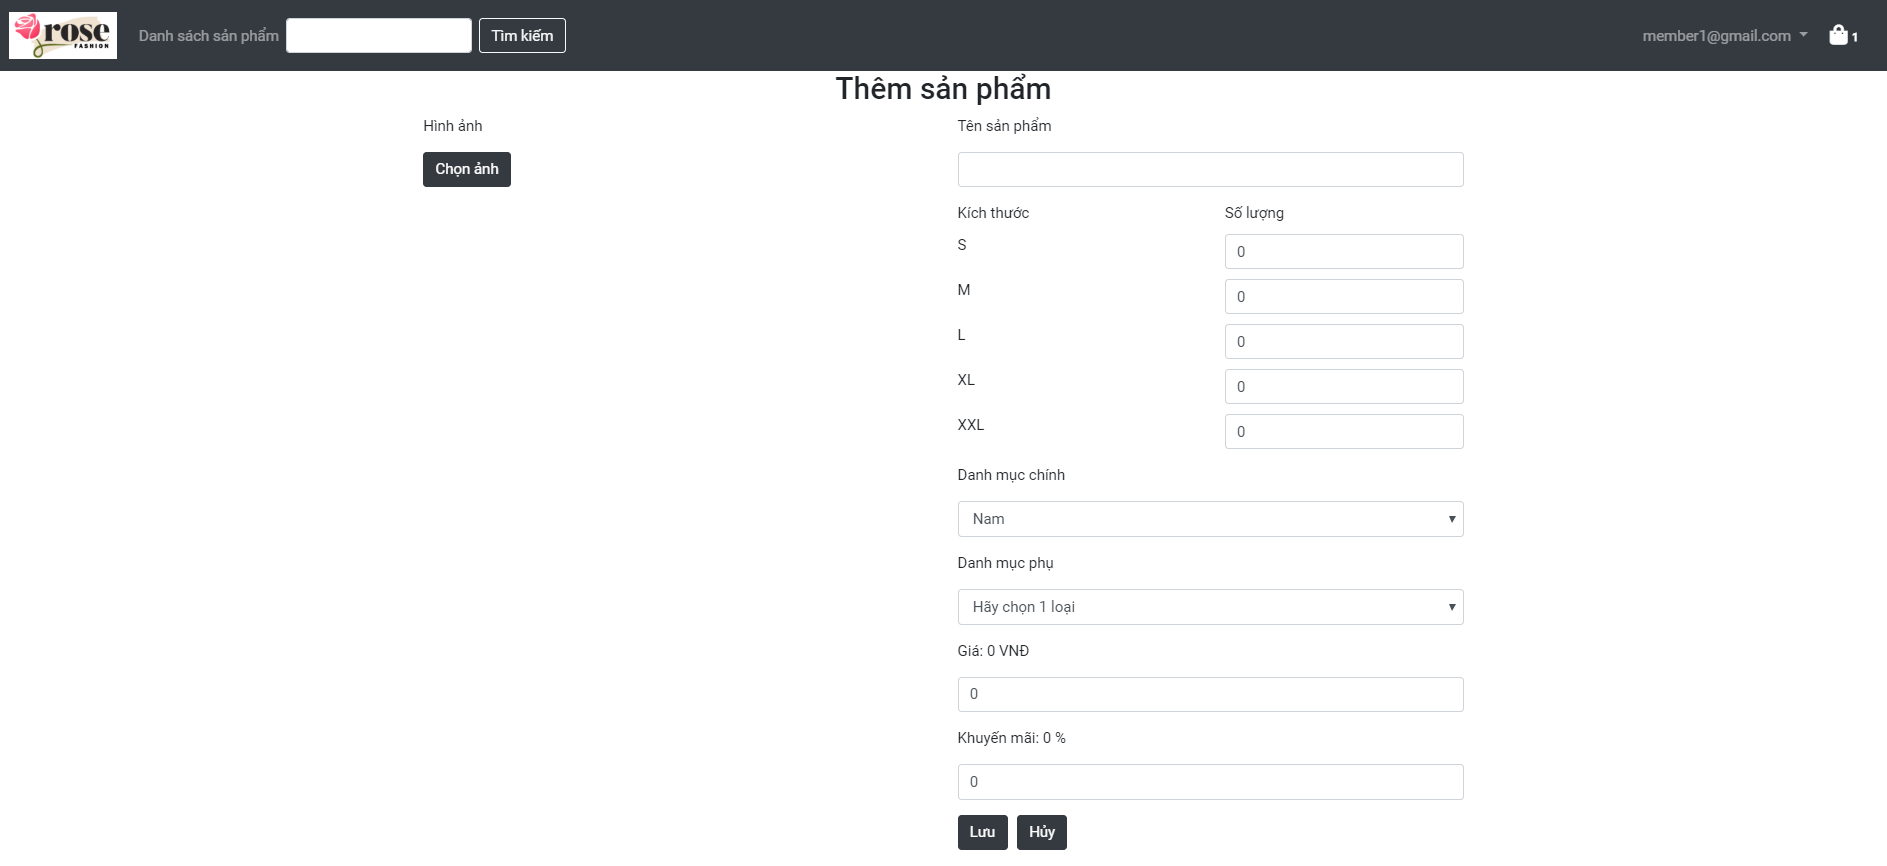 rose
FASHION
Danh sách sản phẩm
Tìm kiếm
member1@gmail.com
1
Thêm sản phẩm
Hình ảnh
Chọn ảnh
Tên sản phẩm
Kích thước Số lượng
S 0
M 0
L 0
XL 0
XXL 0
Danh mục chính
Nam
Danh mục phụ
Hãy chọn 1 loại
Giá: 0 VNĐ
0
Khuyến mãi: 0 %
0
Lưu Hủy